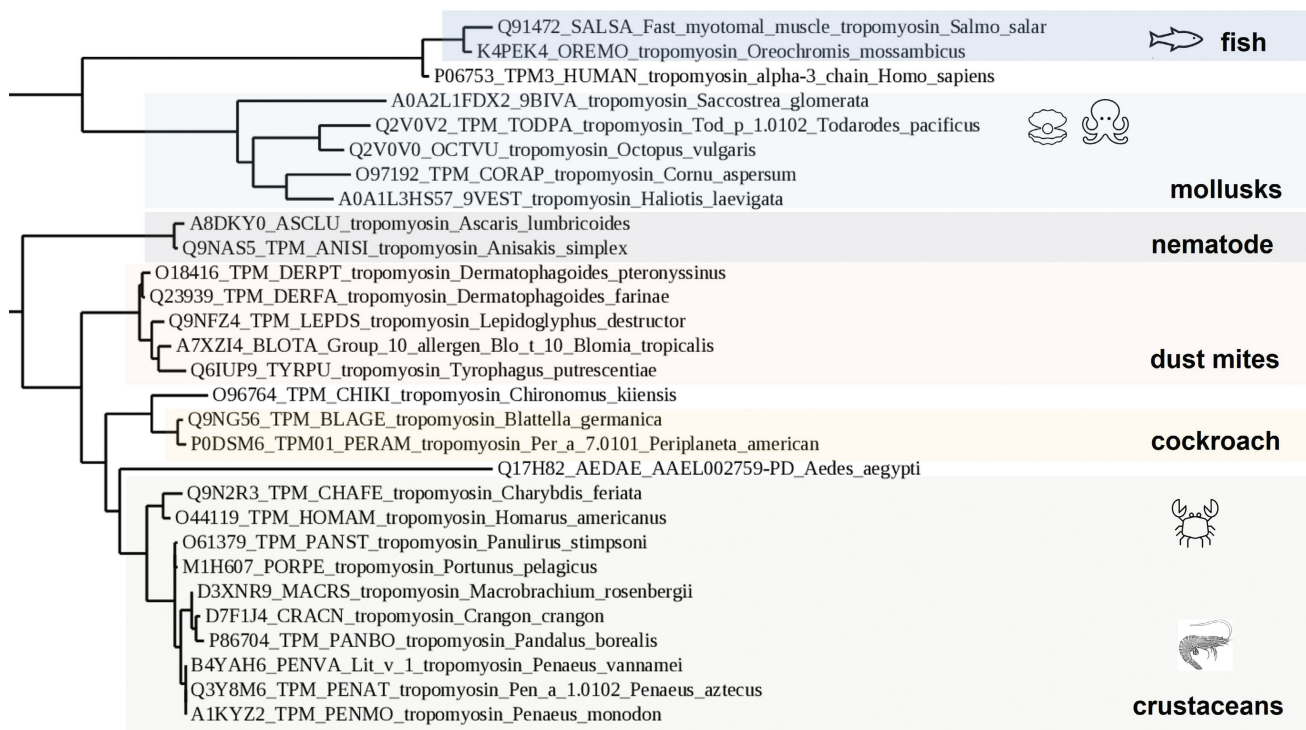 Q91472_SALSA_Fast_myotomal_muscle_tropomyosin_Salmo_salar
K4PEK4_OREMO_tropomyosin_Oreochromis_mossambicus
fish
P06753_TPM3_HUMAN_tropomyosin_alpha-3_chain_Homo_sapiens
A0A2L1FDX2_9BIVA_tropomyosin_Saccostrea_glomerata
Q2V0V2_TPM_TODPA_tropomyosin_Tod_p_1.0102_Todarodes_pacificus
Q2V0V0_OCTVU_tropomyosin_Octopus_vulgaris
O97192_TPM_CORAP_tropomyosin_Cornu_aspersum
A0A1L3HS57_9VEST_tropomyosin_Haliotis_laevigata
mollusks
A8DKY0_ASCLU_tropomyosin_Ascaris_lumbricoides
Q9NAS5_TPM_ANISI_tropomyosin_Anisakis_simplex
nematode
O18416_TPM_DERPT_tropomyosin_Dermatophagoides_pteronyssinus
Q23939_TPM_DERFA_tropomyosin_Dermatophagoides_farinae
Q9NFZ4_TPM_LEPDS_tropomyosin_Lepidoglyphus_destructor
A7XZI4_BLOTA_Group_10_allergen_Blo_t_10_Blomia_tropicalis
Q6IUP9_TYRPU_tropomyosin_Tyrophagus_putrescentiae
dust mites
O96764_TPM_CHIKI_tropomyosin_Chironomus_kiiensis
Q9NG56_TPM_BLAGE_tropomyosin_Blattella_germanica
P0DSM6_TPM01_PERAM_tropomyosin_Per_a_7.0101_Periplaneta_american
cockroach
Q17H82_AEDAE_AAEL002759-PD_Aedes_aegypti
Q9N2R3_TPM_CHAFE_tropomyosin_Charybdis_feriata
O44119_TPM_HOMAM_tropomyosin_Homarus_americanus
O61379_TPM_PANST_tropomyosin_Panulirus_stimpsoni
M1H607_PORPE_tropomyosin_Portunus_pelagicus
D3XNR9_MACRS_tropomyosin_Macrobrachium_rosenbergii
D7F1J4_CRACN_tropomyosin_Crangon_crangon
P86704_TPM_PANBO_tropomyosin_Pandalus_borealis
B4YAH6_PENVA_Lit_v_1_tropomyosin_Penaeus_vannamei
Q3Y8M6_TPM_PENAT_tropomyosin_Pen_a_1.0102_Penaeus_aztecus
A1KYZ2_TPM_PENMO_tropomyosin_Penaeus_monodon
crustaceans